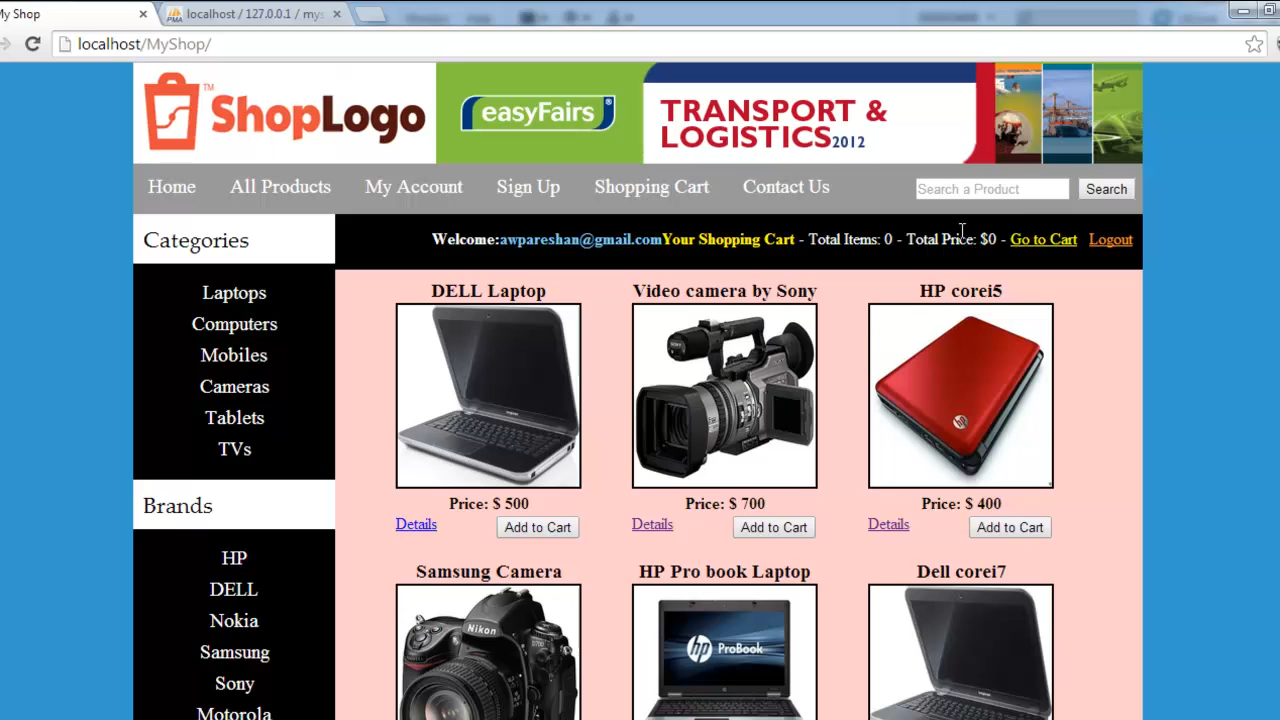 My Shop
localhost / 127.0.0.1 / mys
localhost/MyShop/
ShopLogo™
easyFairs®
TRANSPORT &
LOGISTICS2012
Home All Products My Account Sign Up Shopping Cart Contact Us Search a Product Search
Categories
Welcome:awpareshan@gmail.comYour Shopping Cart - Total Items: 0 - Total Price: $0 - Go to Cart Logout
Laptops
Computers
Mobiles
Cameras
Tablets
TVs
Brands
HP
DELL
Nokia
Samsung
Sony
Motorola
DELL Laptop Video camera by Sony HP corei5
Price: $ 500 Price: $ 700 Price: $ 400
Details Add to Cart Details Add to Cart Details Add to Cart
Samsung Camera HP Pro book Laptop Dell corei7
Nikon
D700
hp ProBook